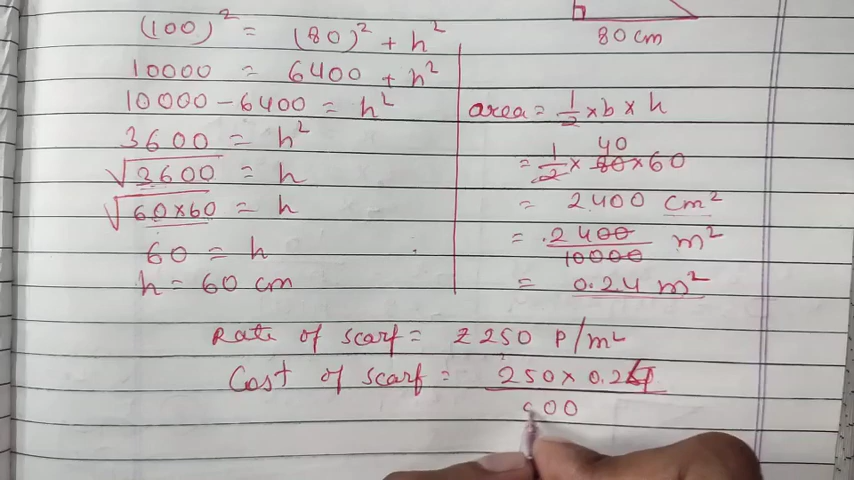 h
80 cm
(100)² = (80)² + h²
10000 = 6400 + h²
10000 - 6400 = h²
3600 = h²
√3600 = h
√60×60 = h
60 = h
h = 60 cm
area = 1/2 × b × h
= 1/2 × 80 × 60
40
= 2400 cm²
= 2400/10000 m²
= 0.24 m²
Rate of scarf = ₹ 250 P/m²
Cost of scarf = 250 × 0.24
00